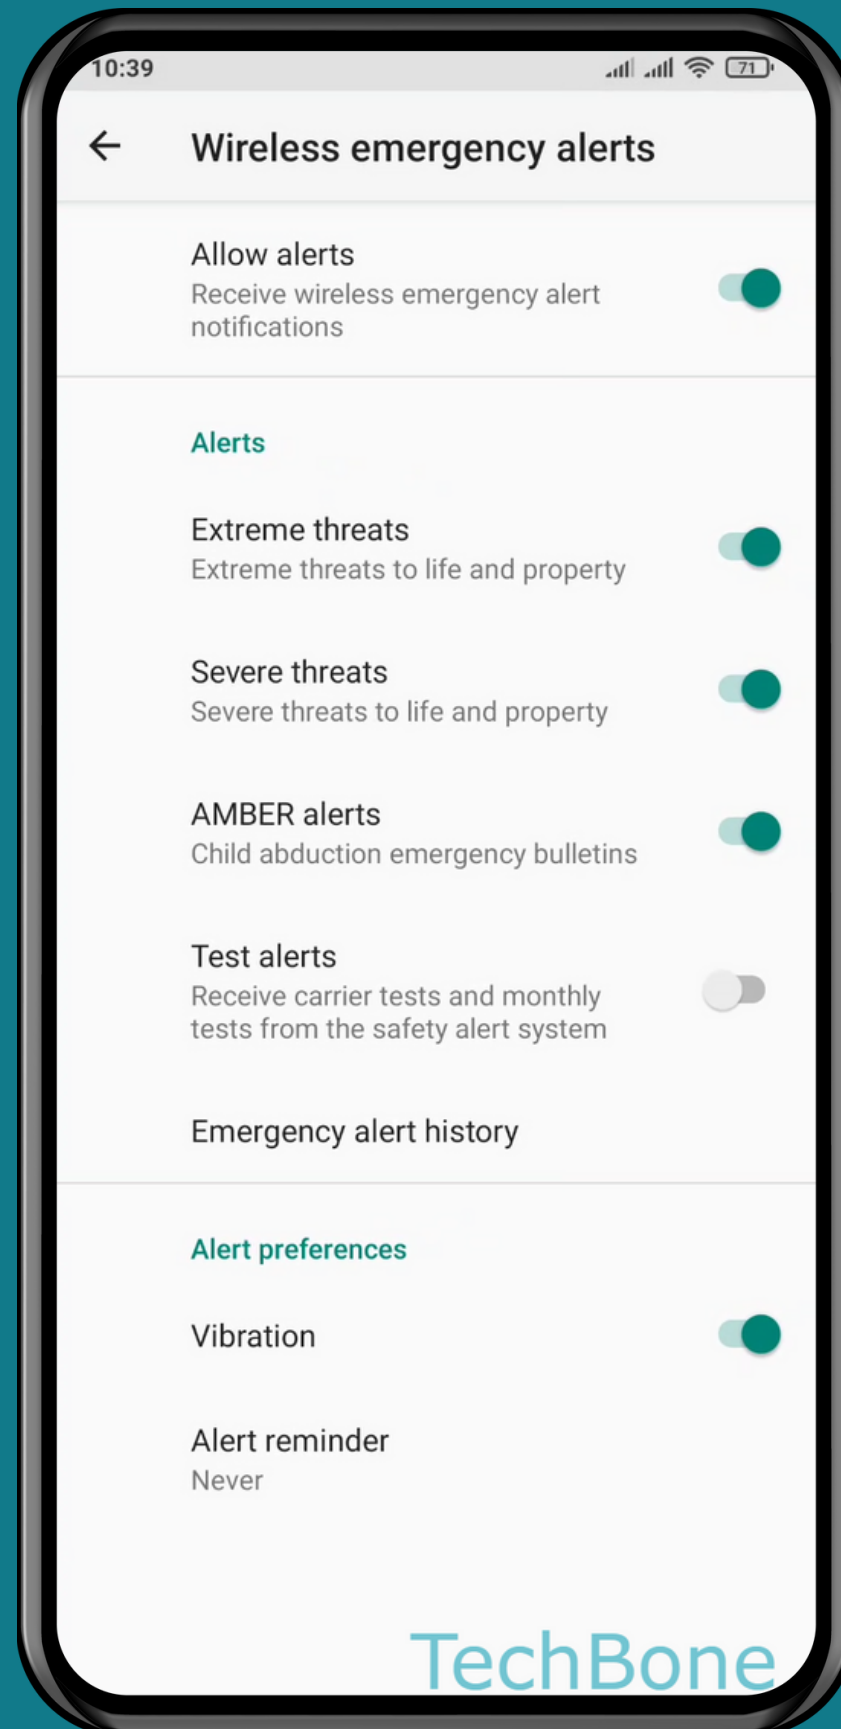 10:39
71
Wireless emergency alerts
Allow alerts
Receive wireless emergency alert
notifications
Alerts
Extreme threats
Extreme threats to life and property
Severe threats
Severe threats to life and property
AMBER alerts
Child abduction emergency bulletins
Test alerts
Receive carrier tests and monthly
tests from the safety alert system
Emergency alert history
Alert preferences
Vibration
Alert reminder
Never
TechBone